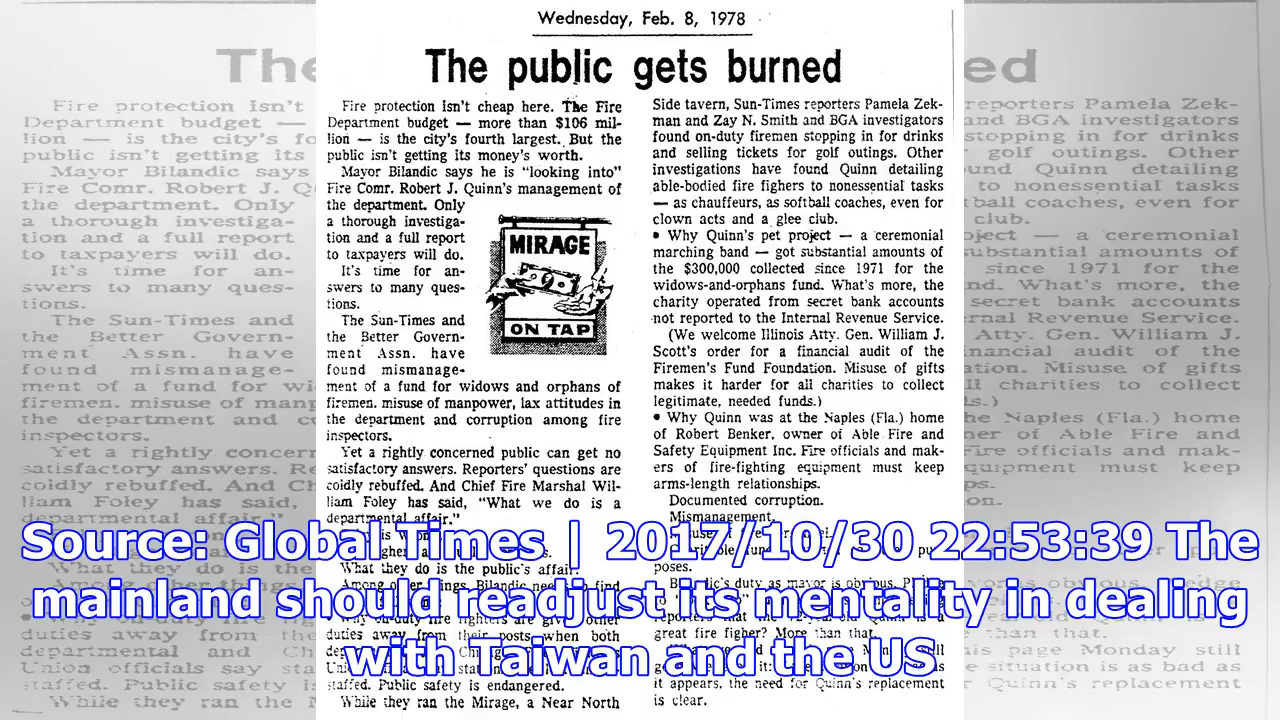 Wednesday, Feb. 8, 1978
The public gets burned
Fire protection isn't cheap here. The Fire
Department budget — more than $106 mil-
lion — is the city's fourth largest. But the
public isn't getting its money's worth.
Mayor Bilandic says he is "looking into"
Fire Comr. Robert J. Quinn's management of
the department. Only
a thorough investiga-
tion and a full report
to taxpayers will do.
It's time for an-
swers to many ques-
tions.
The Sun-Times and
the Better Govern-
ment Assn. have
found mismanage-
MIRAGE
ON TAP
ment of a fund for widows and orphans of
firemen. misuse of manpower, lax attitudes in
the department and corruption among fire
inspectors.
Yet a rightly concerned public can get no
satisfactory answers. Reporters' questions are
coldly rebuffed. And Chief Fire Marshal Wil-
liam Foley has said, "What we do is a
departmental affair."
What they do is the public's affair.
duties away from their posts when both
staffed. Public safety is endangered.
While they ran the Mirage, a Near North
Side tavern, Sun-Times reporters Pamela Zek-
man and Zay N. Smith and BGA investigators
found on-duty firemen stopping in for drinks
and selling tickets for golf outings. Other
investigations have found Quinn detailing
able-bodied fire fighers to nonessential tasks
— as chauffeurs, as softball coaches, even for
clown acts and a glee club.
• Why Quinn's pet project — a ceremonial
marching band — got substantial amounts of
the $300,000 collected since 1971 for the
widows-and-orphans fund. What's more, the
charity operated from secret bank accounts
not reported to the Internal Revenue Service.
(We welcome Illinois Atty. Gen. William J.
Scott's order for a financial audit of the
Firemen's Fund Foundation. Misuse of gifts
makes it harder for all charities to collect
legitimate, needed funds.)
• Why Quinn was at the Naples (Fla.) home
of Robert Benker, owner of Able Fire and
Safety Equipment Inc. Fire officials and mak-
ers of fire-fighting equipment must keep
arms-length relationships.
Documented corruption.
Mismanagement.
poses.
great fire figher? More than that.
it appears, the need for Quinn's replacement
is clear.
Source: Global Times | 2017/10/30 22:53:39 The
mainland should readjust its mentality in dealing
with Taiwan and the US